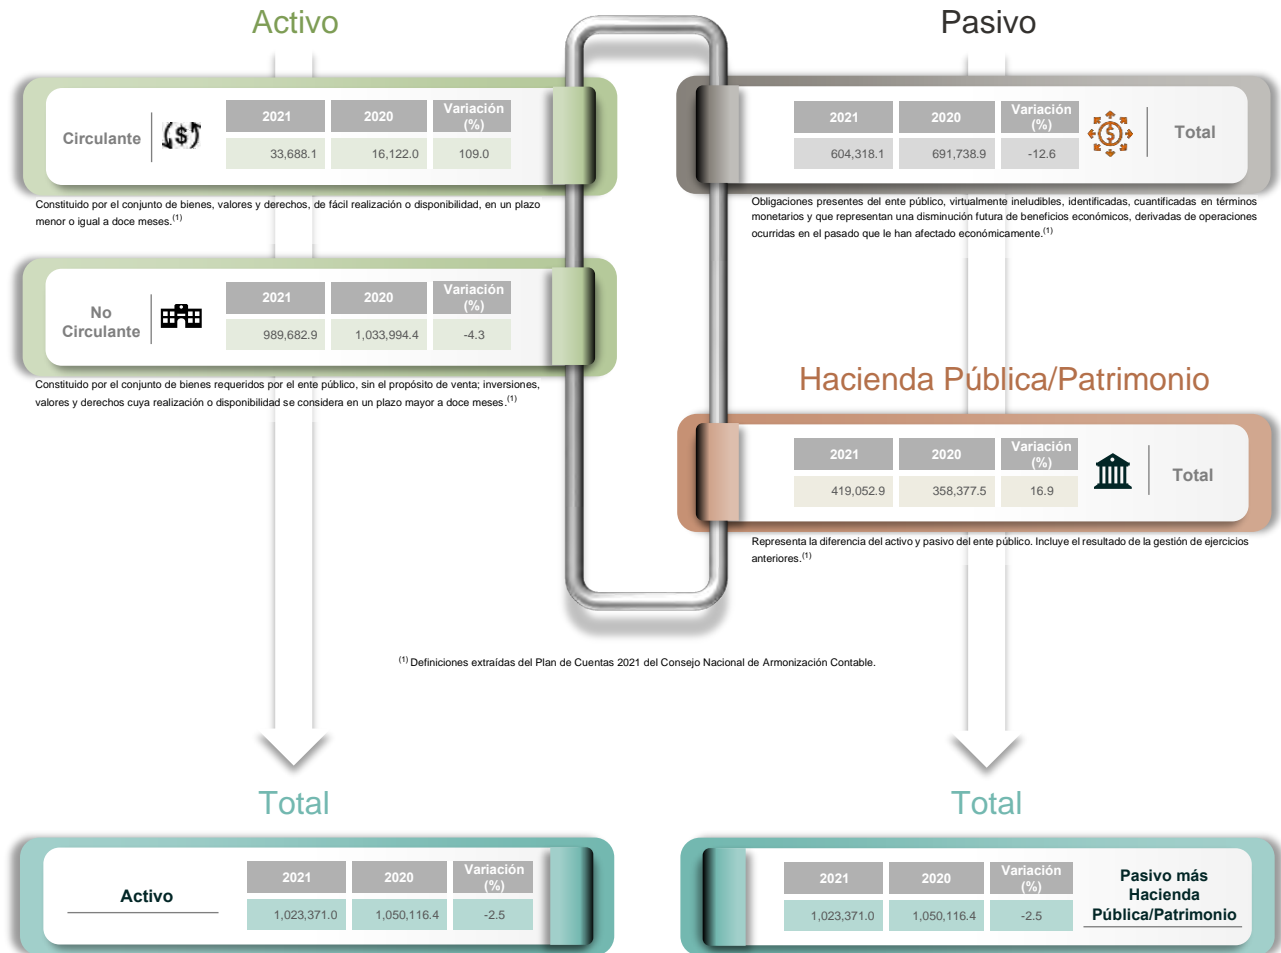 Activo
Circulante
2021 2020 Variación (%)
33,688.1 16,122.0 109.0
Constituido por el conjunto de bienes, valores y derechos, de fácil realización o disponibilidad, en un plazo
menor o igual a doce meses.(1)
No
Circulante
2021 2020 Variación (%)
989,682.9 1,033,994.4 -4.3
Constituido por el conjunto de bienes requeridos por el ente público, sin el propósito de venta; inversiones,
valores y derechos cuya realización o disponibilidad se considera en un plazo mayor a doce meses.(1)
Pasivo
2021 2020 Variación (%)
604,318.1 691,738.9 -12.6
Total
Obligaciones presentes del ente público, virtualmente ineludibles, identificadas, cuantificadas en términos
monetarios y que representan una disminución futura de beneficios económicos, derivadas de operaciones
ocurridas en el pasado que le han afectado económicamente.(1)
Hacienda Pública/Patrimonio
2021 2020 Variación (%)
419,052.9 358,377.5 16.9
Total
Representa la diferencia del activo y pasivo del ente público. Incluye el resultado de la gestión de ejercicios
anteriores.(1)
(1) Definiciones extraídas del Plan de Cuentas 2021 del Consejo Nacional de Armonización Contable.
Total
Activo
2021 2020 Variación (%)
1,023,371.0 1,050,116.4 -2.5
Total
2021 2020 Variación (%)
1,023,371.0 1,050,116.4 -2.5
Pasivo más
Hacienda
Pública/Patrimonio